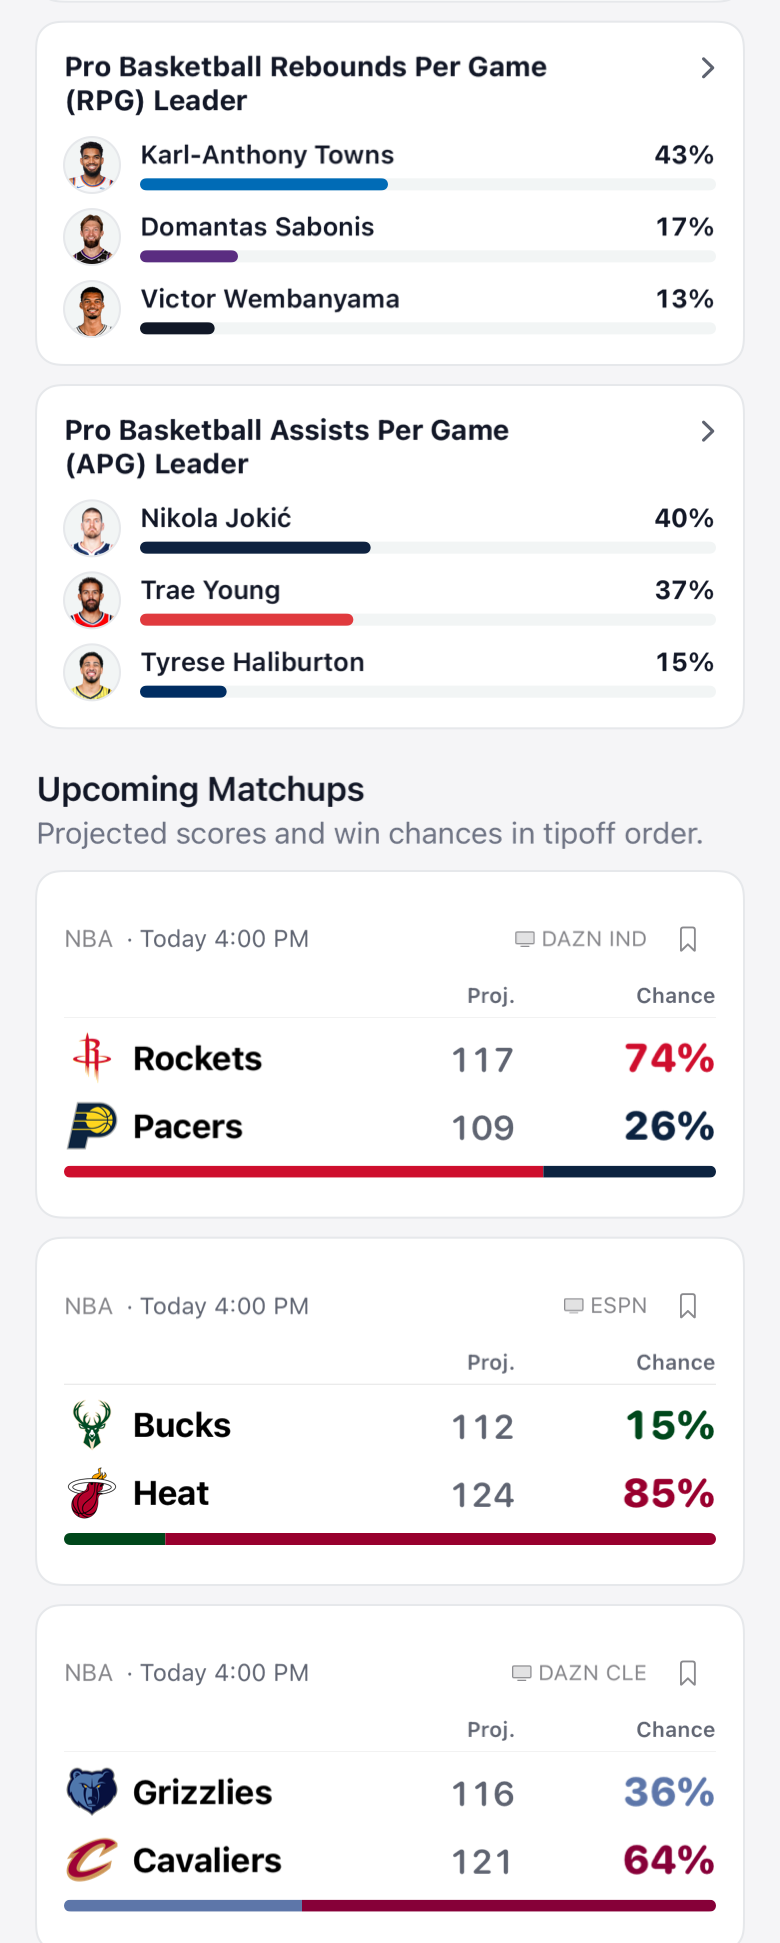 Pro Basketball Rebounds Per Game
(RPG) Leader
Karl-Anthony Towns 43%
Domantas Sabonis 17%
Victor Wembanyama 13%
Pro Basketball Assists Per Game
(APG) Leader
Nikola Jokić 40%
Trae Young 37%
Tyrese Haliburton 15%
Upcoming Matchups
Projected scores and win chances in tipoff order.
NBA · Today 4:00 PM DAZN IND
Proj. Chance
Rockets 117 74%
Pacers 109 26%
NBA · Today 4:00 PM ESPN
Proj. Chance
Bucks 112 15%
Heat 124 85%
NBA · Today 4:00 PM DAZN CLE
Proj. Chance
Grizzlies 116 36%
Cavaliers 121 64%